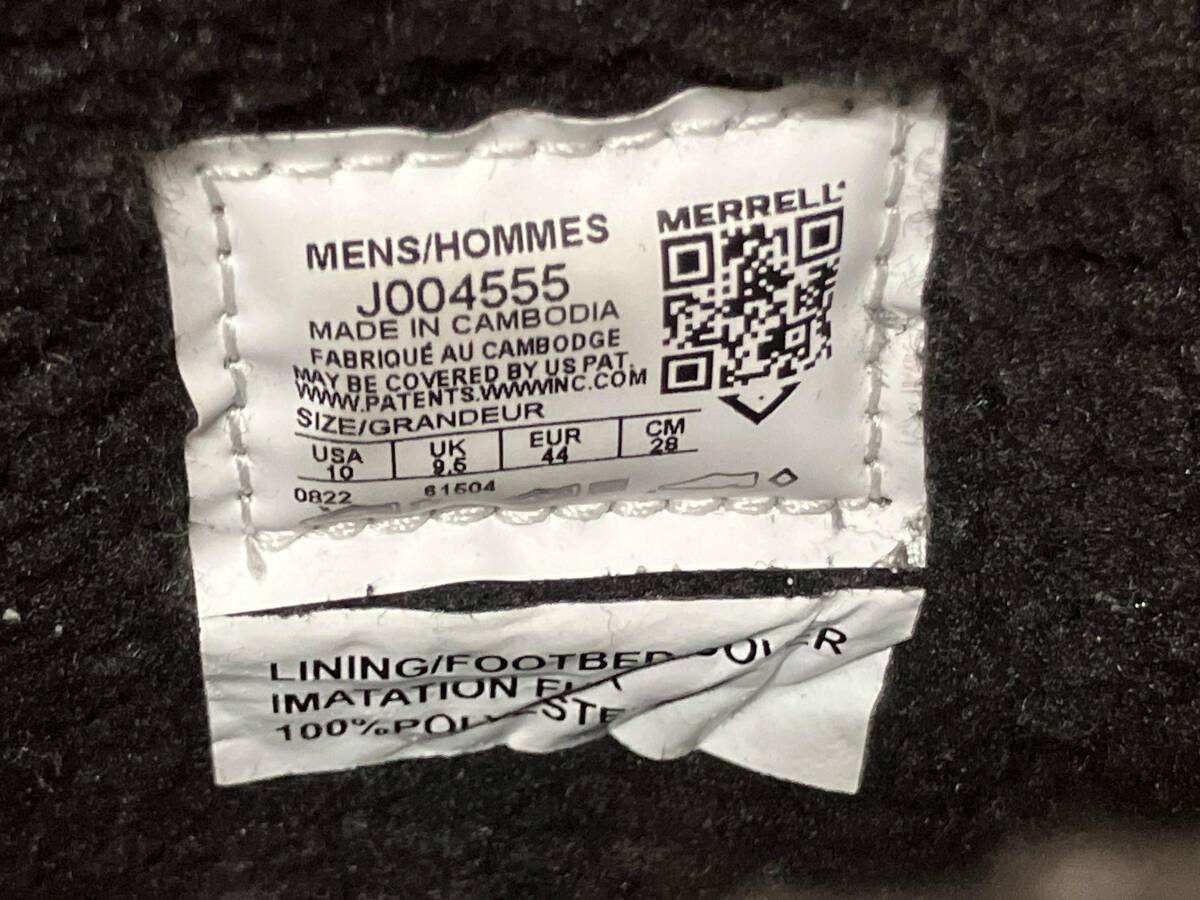 MERRELL
MENS/HOMMES
J004555
MADE IN CAMBODIA
FABRIQUÉ AU CAMBODGE
MAY BE COVERED BY US PAT.
WWW.PATENTS.WWWINC.COM
SIZE/GRANDEUR
USA UK EUR CM
10 9.5 44 28
0822 61504
LINING/FOOTBED
IMATATION
100%